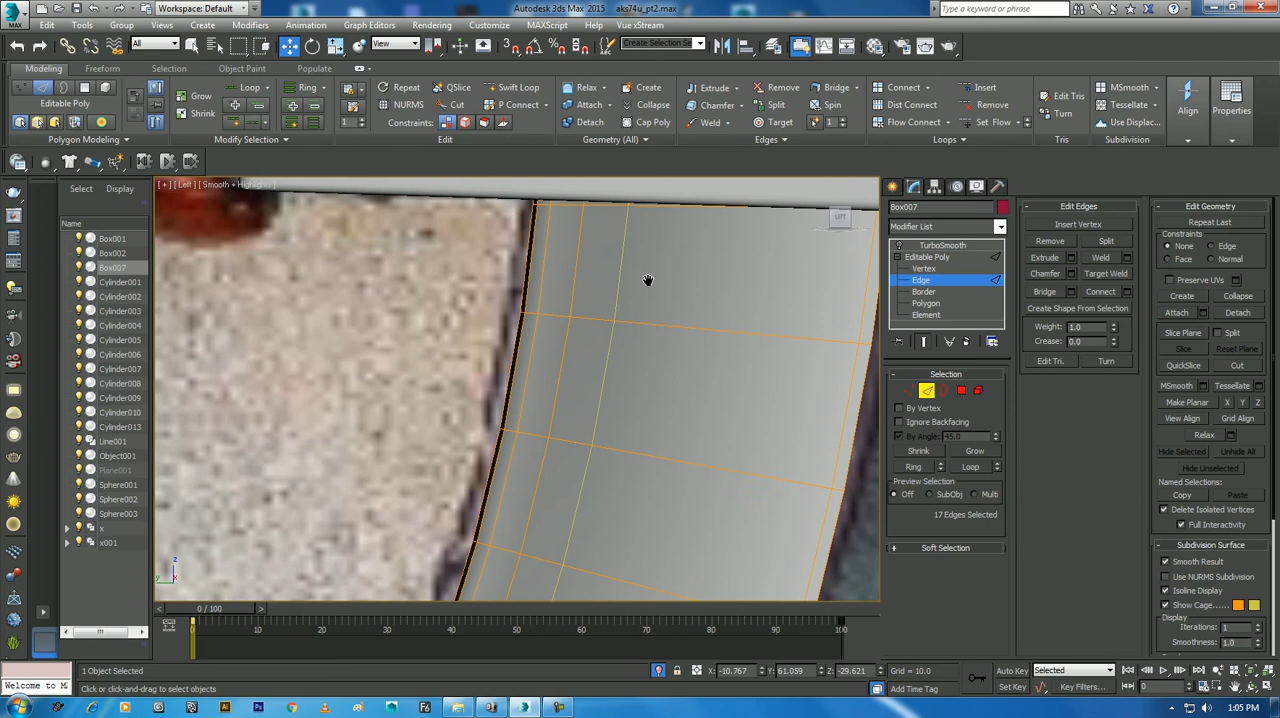 Workspace: Default
Autodesk 3ds Max 2015    aks74u_pt2.max
Type a keyword or phrase
MAX
Edit Tools Group Views Create Modifiers Animation Graph Editors Rendering Customize MAXScript Help Vue xStream
All View Create Selection Se
Modeling Freeform Selection Object Paint Populate
Loop Ring Repeat QSlice Swift Loop Relax Create Extrude Remove Bridge Connect Insert MSmooth
Editable Poly Grow NURMS Cut P Connect Attach Collapse Chamfer Split Spin Dist Connect Remove Edit Tris Tessellate
Shrink 1 Constraints: Detach Cap Poly Weld Target 1 Flow Connect Set Flow Turn Use Displac... Align Properties
Polygon Modeling Modify Selection Edit Geometry (All) Edges Loops Tris Subdivision
Select Display
[ + ] [ Left ] [ Smooth + Highlights ]
LEFT
Name
Box001
Box002
Box007
Cylinder001
Cylinder002
Cylinder003
Cylinder004
Cylinder005
Cylinder006
Cylinder007
Cylinder008
Cylinder009
Cylinder010
Cylinder013
Line001
Object001
Plane001
Sphere001
Sphere002
Sphere003
x
x001
z
y x
Box007
Modifier List
TurboSmooth
Editable Poly
Vertex
Edge
Border
Polygon
Element
Selection
By Vertex
Ignore Backfacing
By Angle: 45.0
Shrink Grow
Ring Loop
Preview Selection
Off SubObj Multi
17 Edges Selected
Soft Selection
Edit Edges
Insert Vertex
Remove Split
Extrude Weld
Chamfer Target Weld
Bridge Connect
Create Shape From Selection
Weight: 1.0
Crease: 0.0
Edit Tri. Turn
Edit Geometry
Repeat Last
Constraints
None Edge
Face Normal
Preserve UVs
Create Collapse
Attach Detach
Slice Plane Split
Slice Reset Plane
QuickSlice Cut
MSmooth Tessellate
Make Planar X Y Z
View Align Grid Align
Relax
Hide Selected Unhide All
Hide Unselected
Named Selections:
Copy Paste
Delete Isolated Vertices
Full Interactivity
Subdivision Surface
Smooth Result
Use NURMS Subdivision
Isoline Display
Show Cage......
Display
Iterations: 1
Smoothness: 1.0
0 / 100
0 10 20 30 40 50 60 70 80 90 100
1 Object Selected X: -10.767 Y: 61.059 Z: -29.621 Grid = 10.0 Auto Key Selected
Welcome to M Click or click-and-drag to select objects Add Time Tag Set Key Key Filters... 0
Ai Ps F6
1:05 PM